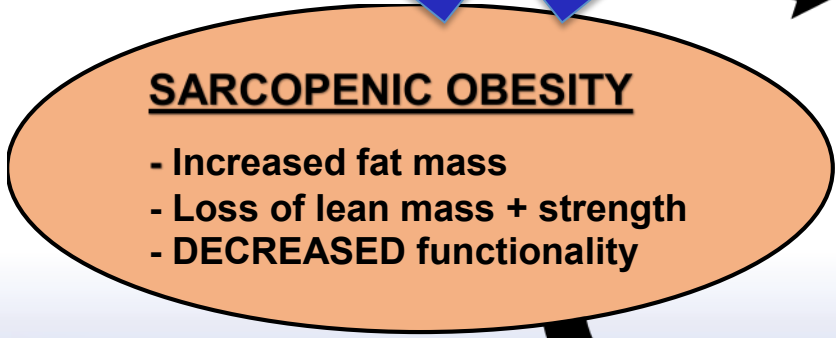 SARCOPENIC OBESITY
- Increased fat mass
- Loss of lean mass + strength
- DECREASED functionality